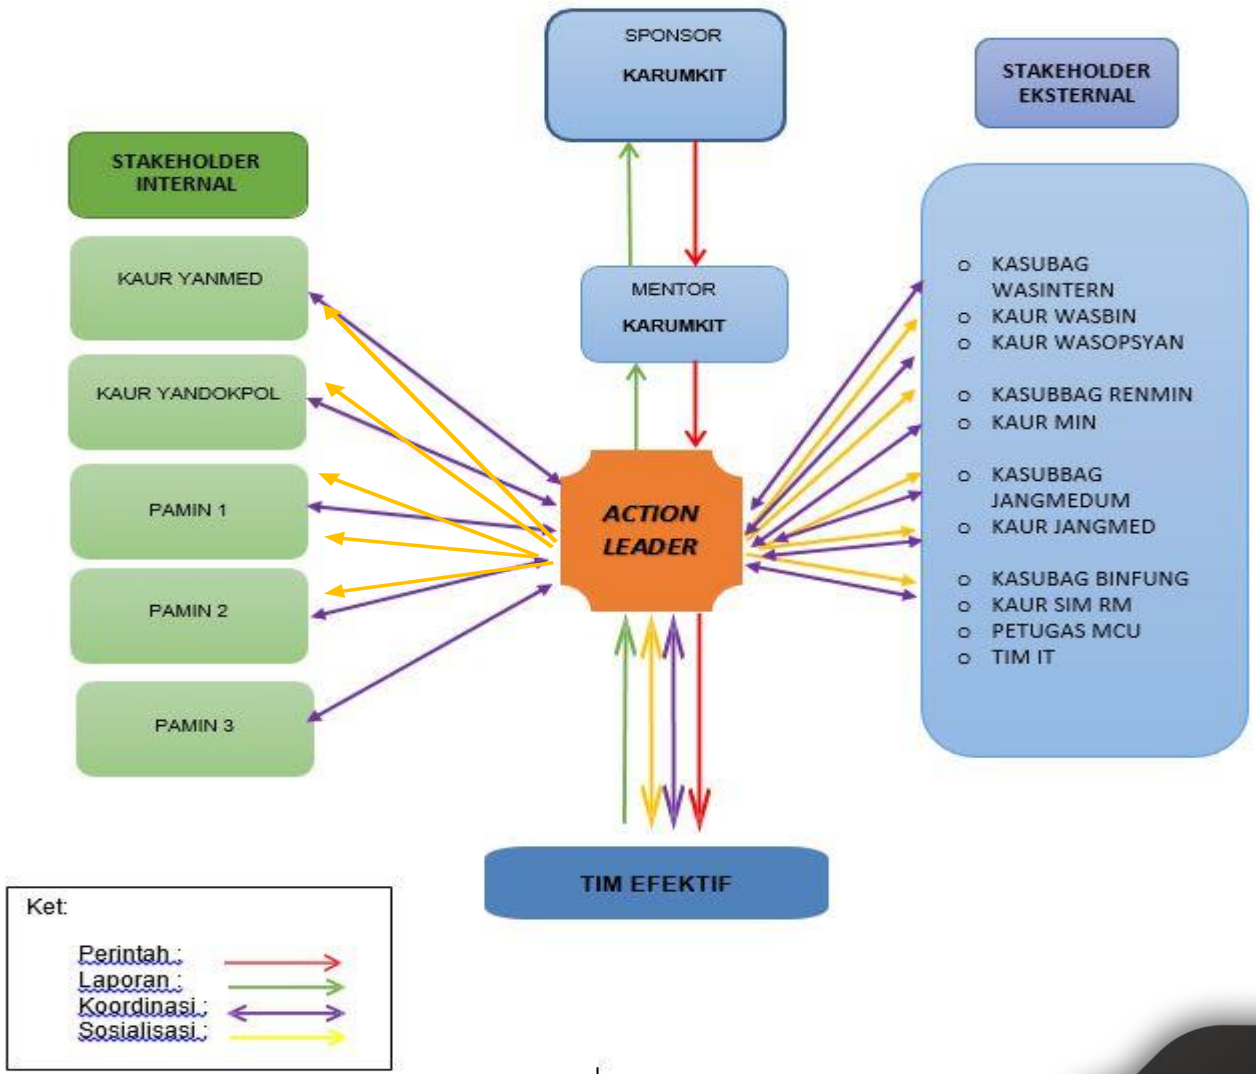 SPONSOR
KARUMKIT
STAKEHOLDER
EKSTERNAL
STAKEHOLDER
INTERNAL
KAUR YANMED
KAUR YANDOKPOL
PAMIN 1
PAMIN 2
PAMIN 3
MENTOR
KARUMKIT
ACTION
LEADER
o KASUBAG
WASINTERN
o KAUR WASBIN
o KAUR WASOPSYAN
o KASUBBAG RENMIN
o KAUR MIN
o KASUBBAG
JANGMEDUM
o KAUR JANGMED
o KASUBAG BINFUNG
o KAUR SIM RM
o PETUGAS MCU
o TIM IT
TIM EFEKTIF
Ket:
Perintah :
Laporan :
Koordinasi :
Sosialisasi :